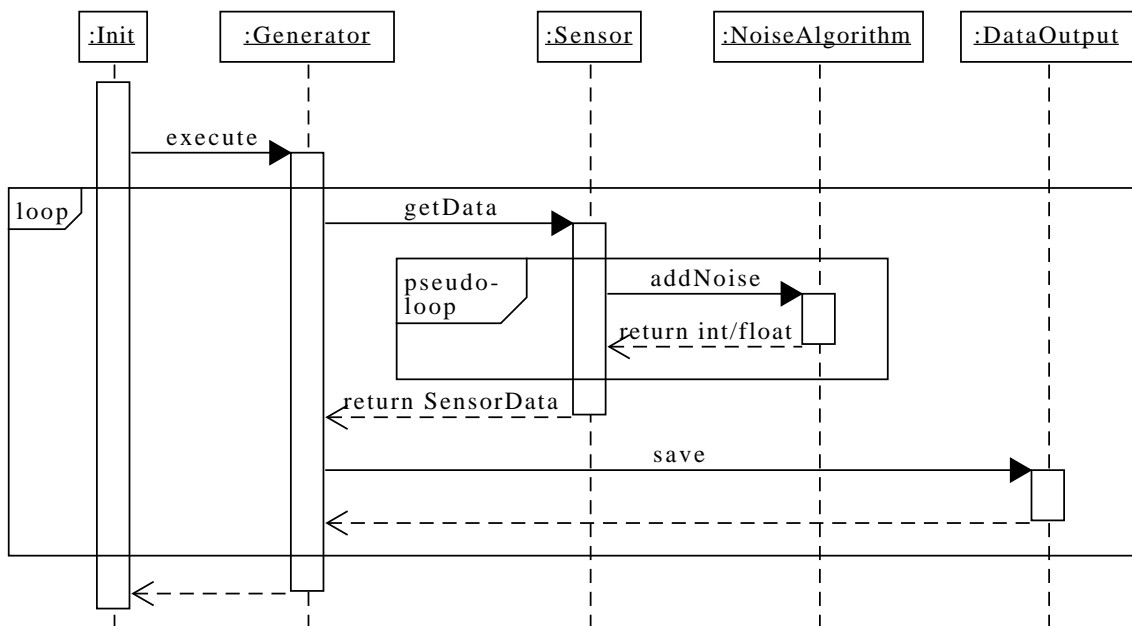 :Init
:Generator
:Sensor
:NoiseAlgorithm
:DataOutput
execute
loop
getData
pseudo-
loop
addNoise
return int/float
return SensorData
save